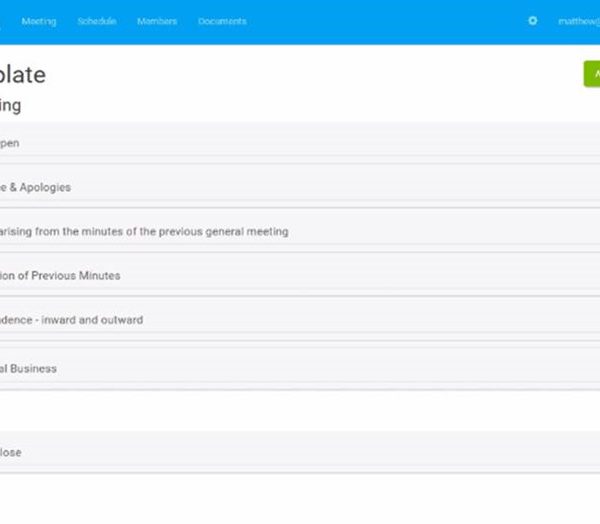 Meeting Schedule Members Documents matthew@
plate
ing
pen
e & Apologies
arising from the minutes of the previous general meeting
ion of Previous Minutes
dence - inward and outward
al Business
lose